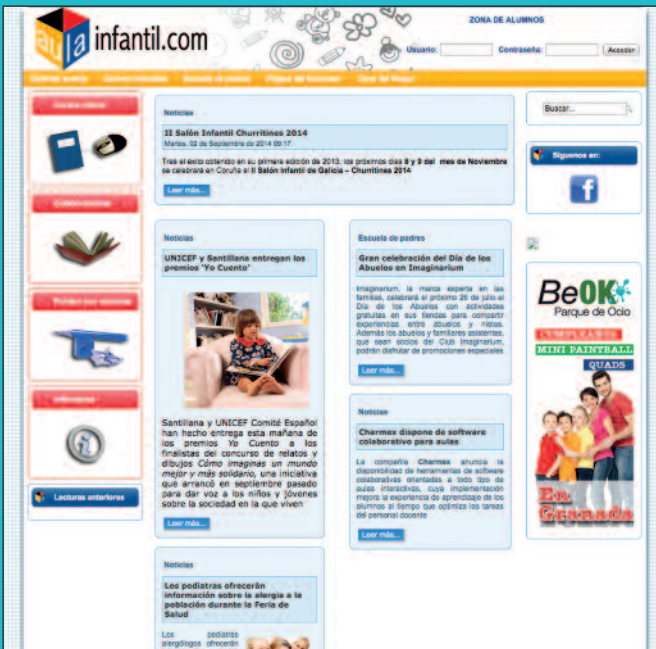 aula infantil.com
ZONA DE ALUMNOS
Usuario:
Contraseña:
Acceder
Lecturas anteriores
Noticias
II Salón Infantil Churritines 2014
Martes, 02 de Septiembre de 2014 09:17
Tras el éxito obtenido en su primera edición de 2013, los próximos días 8 y 9 del mes de Noviembre
se celebrará en Coruña el II Salón Infantil de Galicia – Churritines 2014
Leer más...
Noticias
UNICEF y Santillana entregan los
premios 'Yo Cuento'
Santillana y UNICEF Comité Español
han hecho entrega esta mañana de
los premios Yo Cuento a los
finalistas del concurso de relatos y
dibujos Cómo imaginas un mundo
mejor y más solidario, una iniciativa
que arrancó en septiembre pasado
para dar voz a los niños y jóvenes
sobre la sociedad en la que viven
Leer más...
Noticias
Los pediatras ofrecerán
información sobre la alergia a la
población durante la Feria de
Salud
Los pediatras
alergólogos ofrecerán
Escuela de padres
Gran celebración del Día de los
Abuelos en Imaginarium
Imaginarium, la marca experta en las
familias, celebrará el próximo 26 de julio el
Día de los Abuelos con actividades
gratuitas en sus tiendas para compartir
experiencias entre abuelos y nietos.
Además los abuelos y familiares asistentes,
que sean socios del Club Imaginarium,
podrán disfrutar de promociones especiales
Leer más...
Noticias
Charmex dispone de software
colaborativo para aulas
La compañía Charmex anuncia la
disponibilidad de herramientas de software
colaborativas orientadas a todo tipo de
aulas interactivas, cuya implementación
mejora la experiencia de aprendizaje de los
alumnos al tiempo que optimiza las tareas
del personal docente
Leer más...
Buscar...
Síguenos en:
f
BeOK
Parque de Ocio
CUMPLEAÑOS
MINI PAINTBALL
QUADS
En
Granada